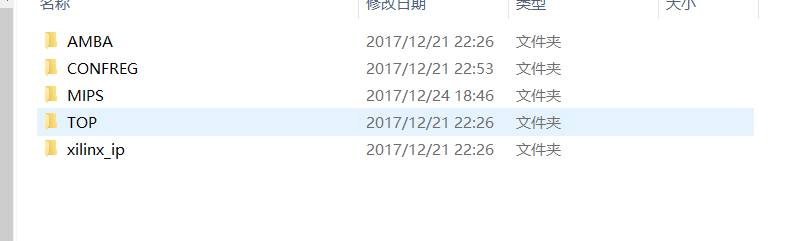 名称 修改日期 类型 大小
AMBA 2017/12/21 22:26 文件夹
CONFREG 2017/12/21 22:53 文件夹
MIPS 2017/12/24 18:46 文件夹
TOP 2017/12/21 22:26 文件夹
xilinx_ip 2017/12/21 22:26 文件夹